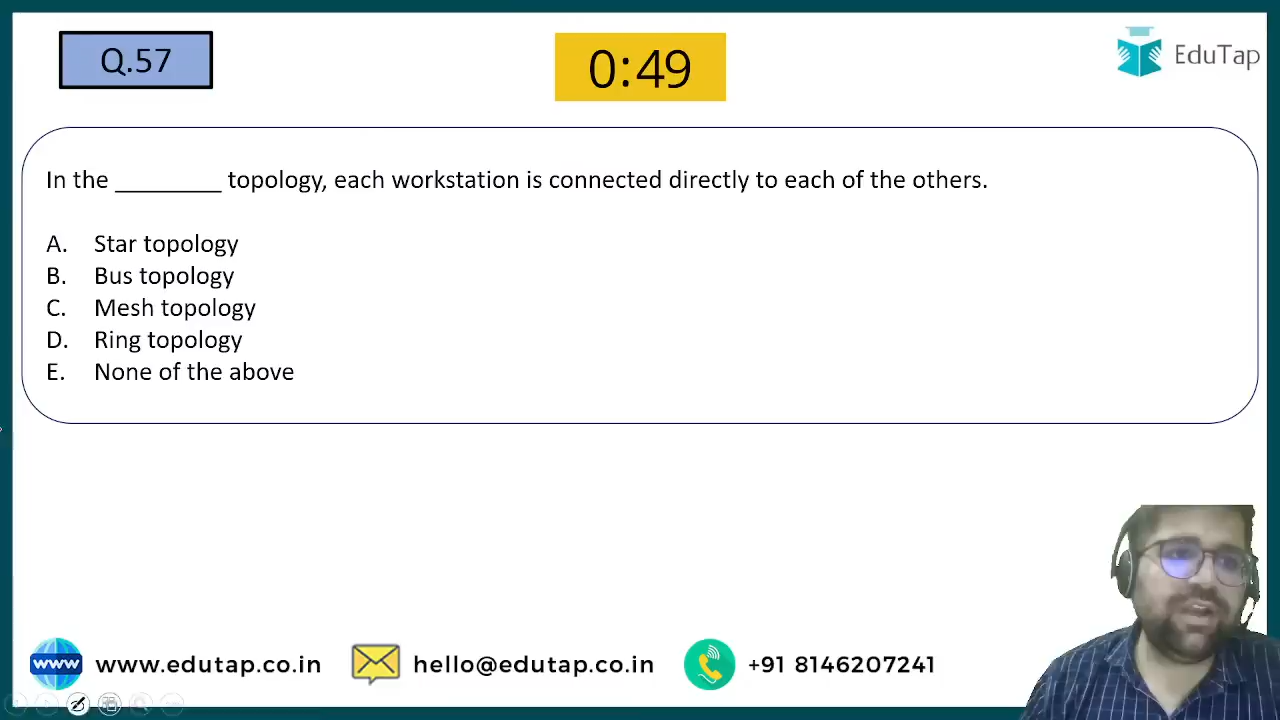 Q.57
0:49
EduTap
In the ________ topology, each workstation is connected directly to each of the others.
A. Star topology
B. Bus topology
C. Mesh topology
D. Ring topology
E. None of the above
www
www.edutap.co.in
hello@edutap.co.in
+91 8146207241